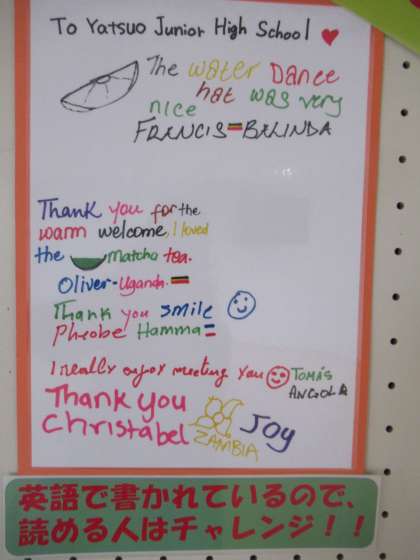 To Yatsuo Junior High School
The water Dance
hat was very
nice
FRANCIS BALINDA
Thank you for the
warm welcome, I loved
the matcha tea.
Oliver-Uganda.
Thank you smile
Pheobe Hamma
I really enjoy meeting you TOMÁS
ANGOLA
Thank you
Christabel
ZAMBIA
Joy
英語で書かれているので、
読める人はチャレンジ！！